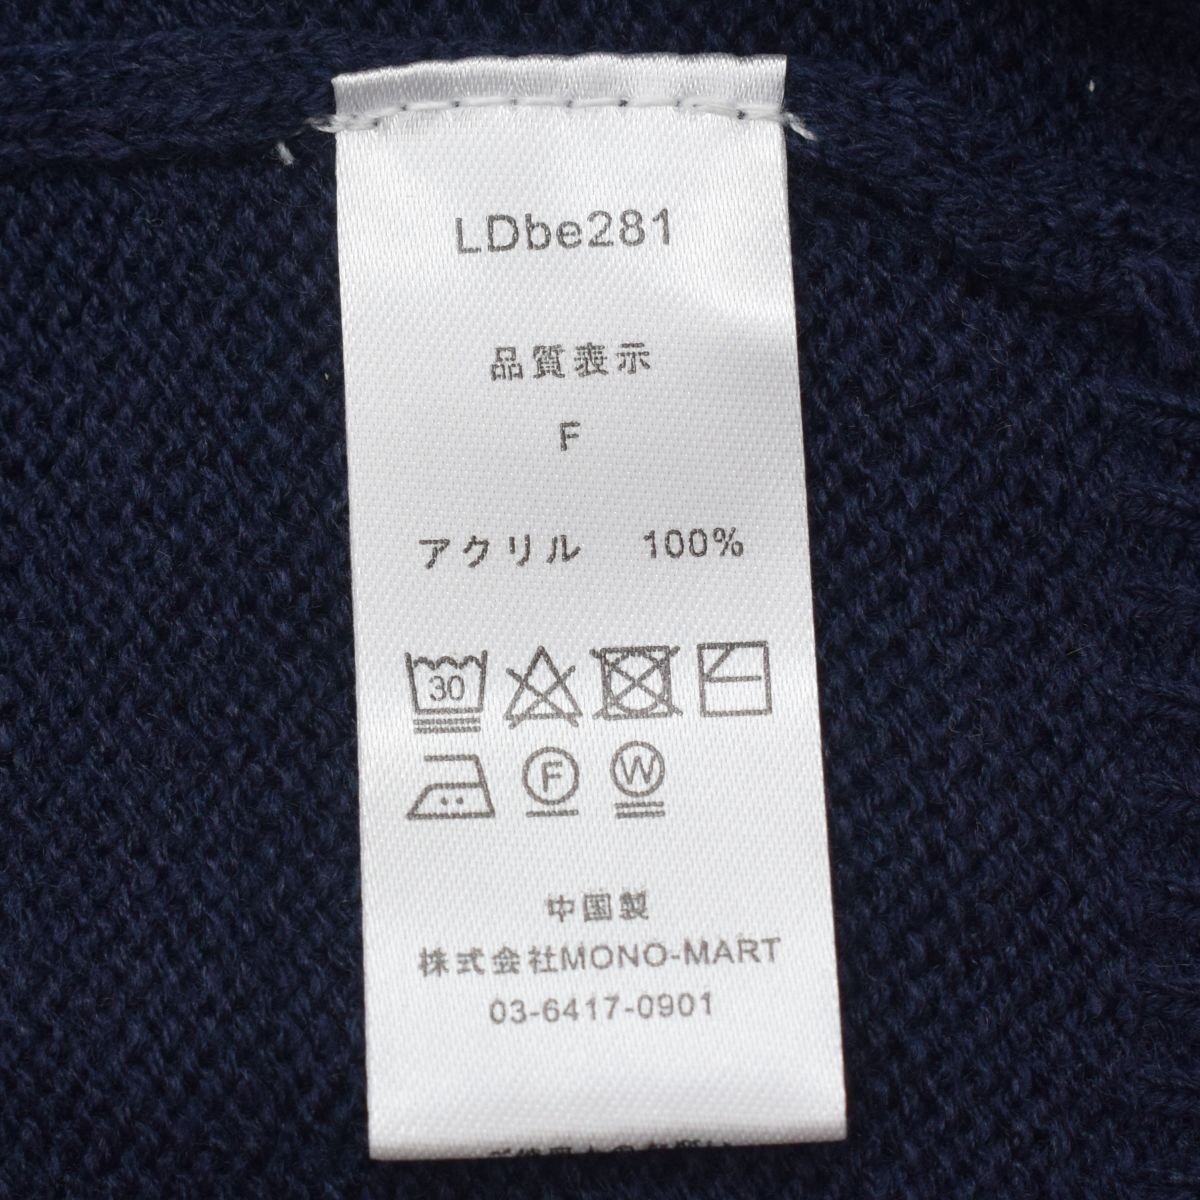 LDbe281
品質表示
F
アクリル 100%
30
F W
中国製
株式会社MONO-MART
03-6417-0901